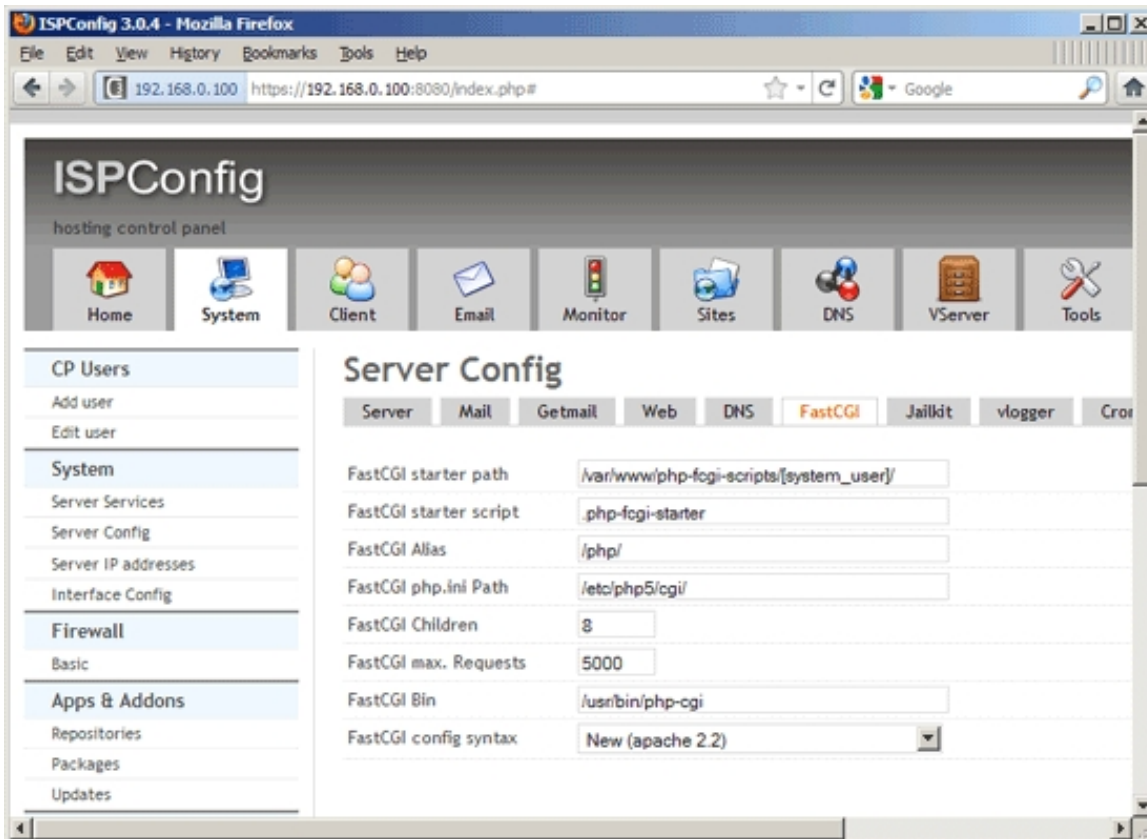 ISPConfig 3.0.4 - Mozilla Firefox
File Edit View History Bookmarks Tools Help
192.168.0.100 https://192.168.0.100:8080/index.php# Google
ISPConfig
hosting control panel
Home System Client Email Monitor Sites DNS VServer Tools
CP Users
Add user
Edit user
System
Server Services
Server Config
Server IP addresses
Interface Config
Firewall
Basic
Apps & Addons
Repositories
Packages
Updates
Server Config
Server Mail Getmail Web DNS FastCGI Jailkit vlogger Cron
FastCGI starter path /var/www/php-fcgi-scripts/[system_user]/
FastCGI starter script .php-fcgi-starter
FastCGI Alias /php/
FastCGI php.ini Path /etc/php5/cgi/
FastCGI Children 8
FastCGI max. Requests 5000
FastCGI Bin /usr/bin/php-cgi
FastCGI config syntax New (apache 2.2)